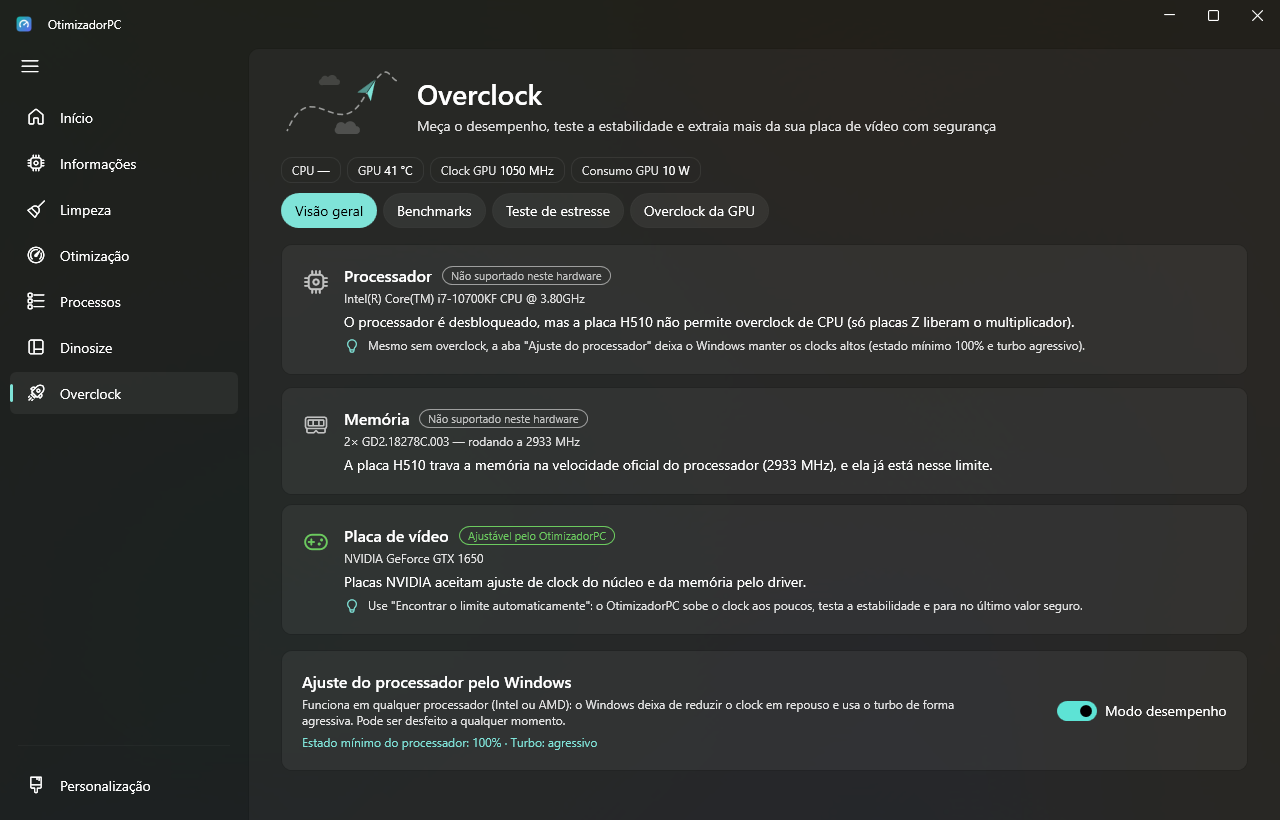 OtimizadorPC
Início
Informações
Limpeza
Otimização
Processos
Dinosize
Overclock
Personalização
Overclock
Meça o desempenho, teste a estabilidade e extraia mais da sua placa de vídeo com segurança
CPU — GPU 41 °C Clock GPU 1050 MHz Consumo GPU 10 W
Visão geral Benchmarks Teste de estresse Overclock da GPU
Processador Não suportado neste hardware
Intel(R) Core(TM) i7-10700KF CPU @ 3.80GHz
O processador é desbloqueado, mas a placa H510 não permite overclock de CPU (só placas Z liberam o multiplicador).
Mesmo sem overclock, a aba "Ajuste do processador" deixa o Windows manter os clocks altos (estado mínimo 100% e turbo agressivo).
Memória Não suportado neste hardware
2× GD2.18278C.003 — rodando a 2933 MHz
A placa H510 trava a memória na velocidade oficial do processador (2933 MHz), e ela já está nesse limite.
Placa de vídeo Ajustável pelo OtimizadorPC
NVIDIA GeForce GTX 1650
Placas NVIDIA aceitam ajuste de clock do núcleo e da memória pelo driver.
Use "Encontrar o limite automaticamente": o OtimizadorPC sobe o clock aos poucos, testa a estabilidade e para no último valor seguro.
Ajuste do processador pelo Windows
Funciona em qualquer processador (Intel ou AMD): o Windows deixa de reduzir o clock em repouso e usa o turbo de forma
agressiva. Pode ser desfeito a qualquer momento.
Estado mínimo do processador: 100% · Turbo: agressivo
Modo desempenho